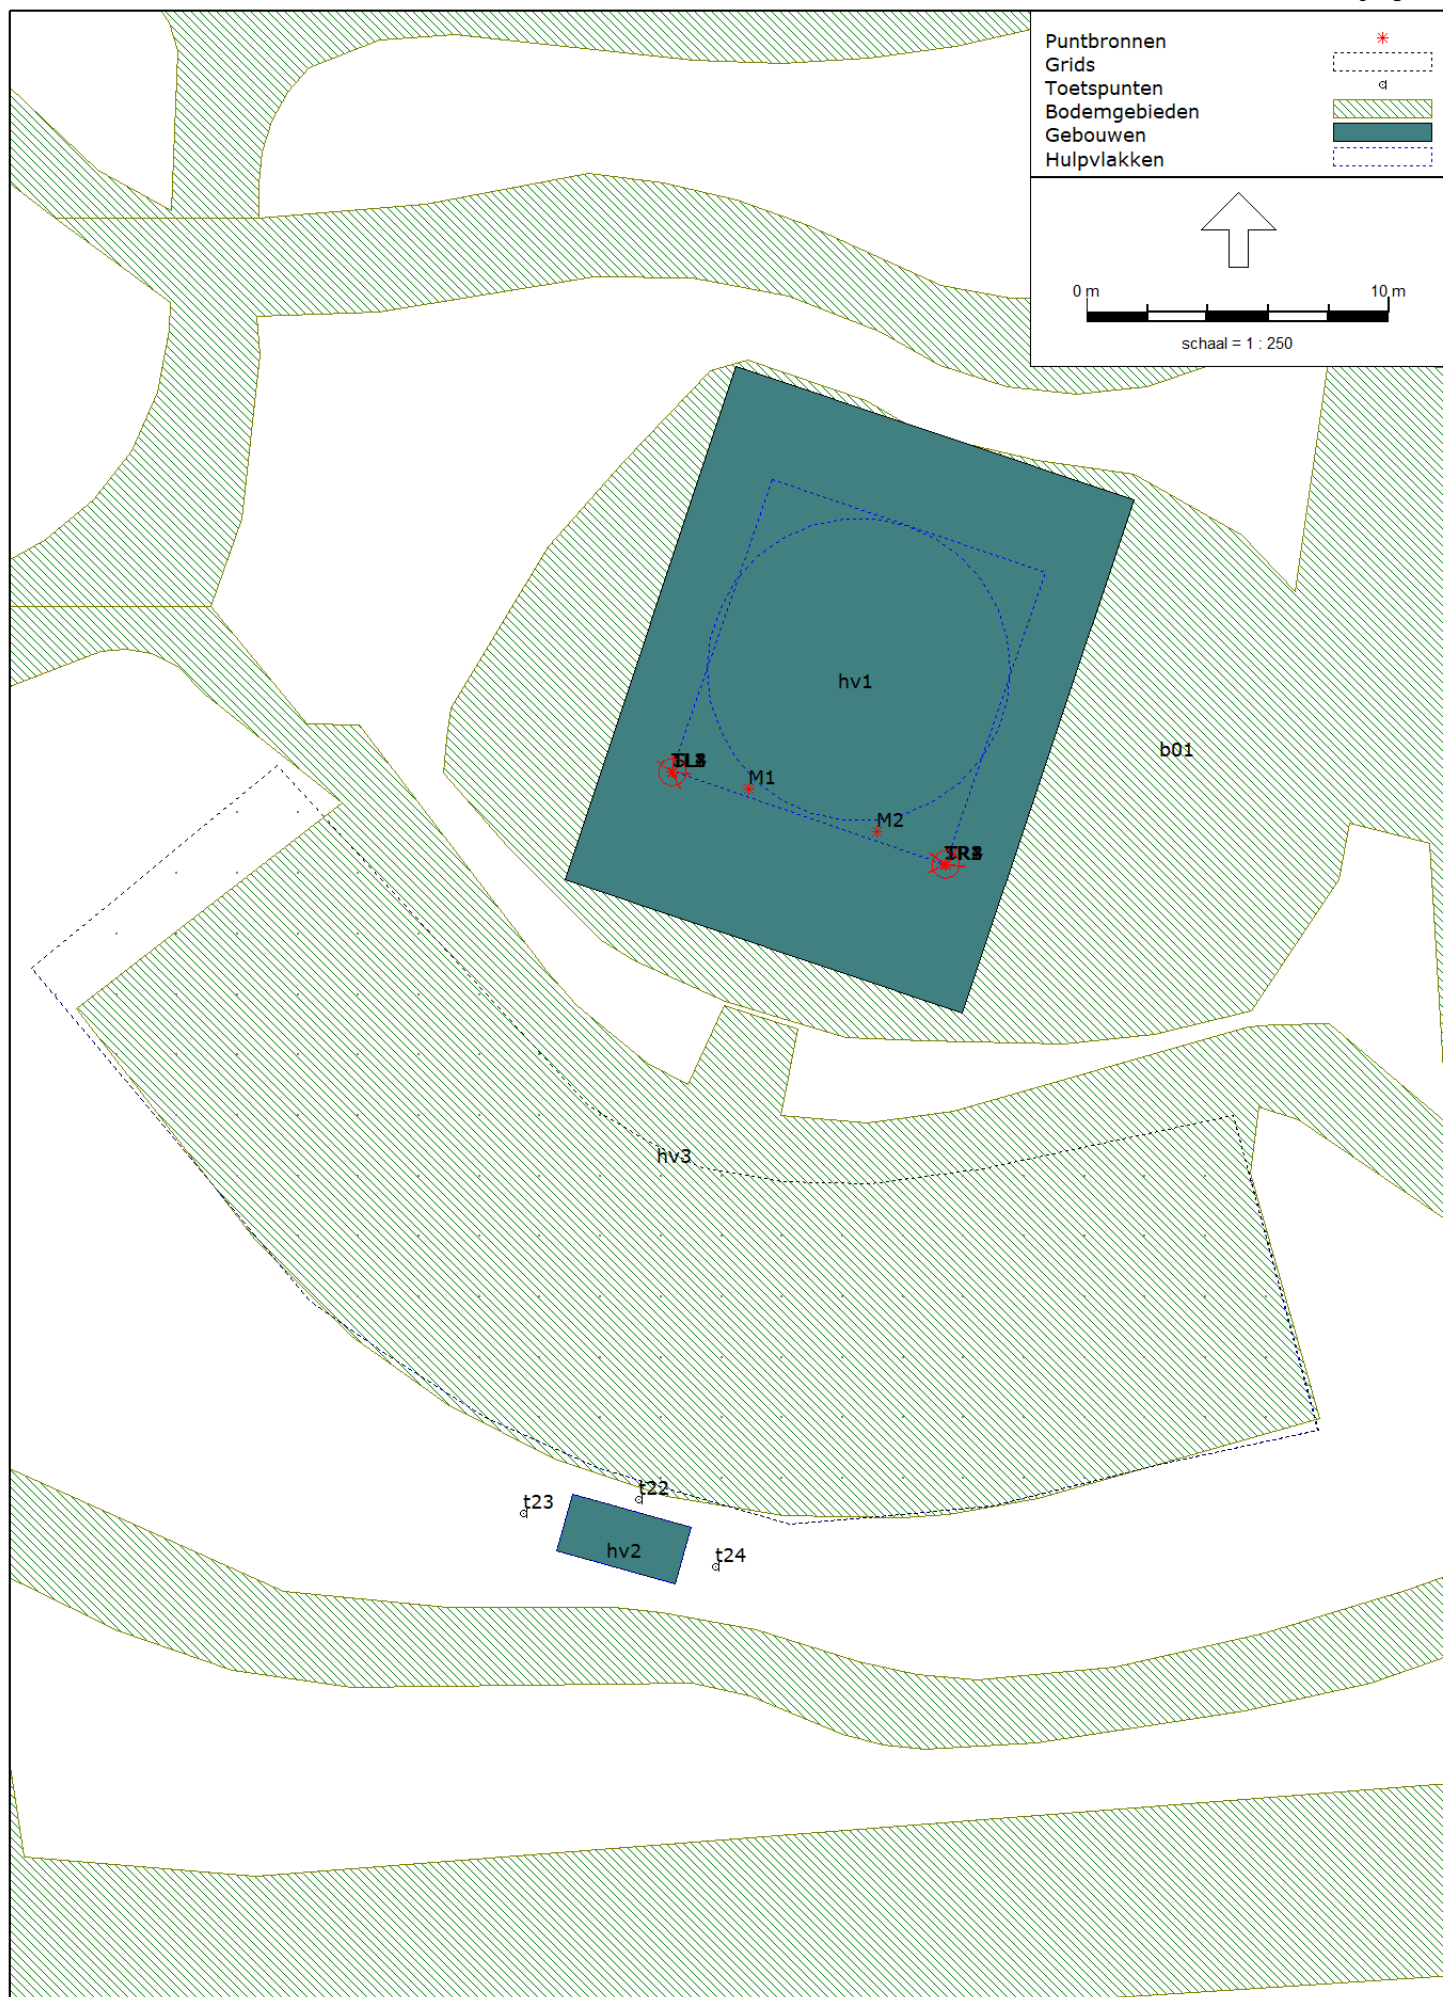 Puntbronnen
Grids
Toetspunten
Bodemgebieden
Gebouwen
Hulpvlakken
0 m 10 m
schaal = 1 : 250
hv1
b01
M1
M2
hv3
t22
t23
hv2
t24